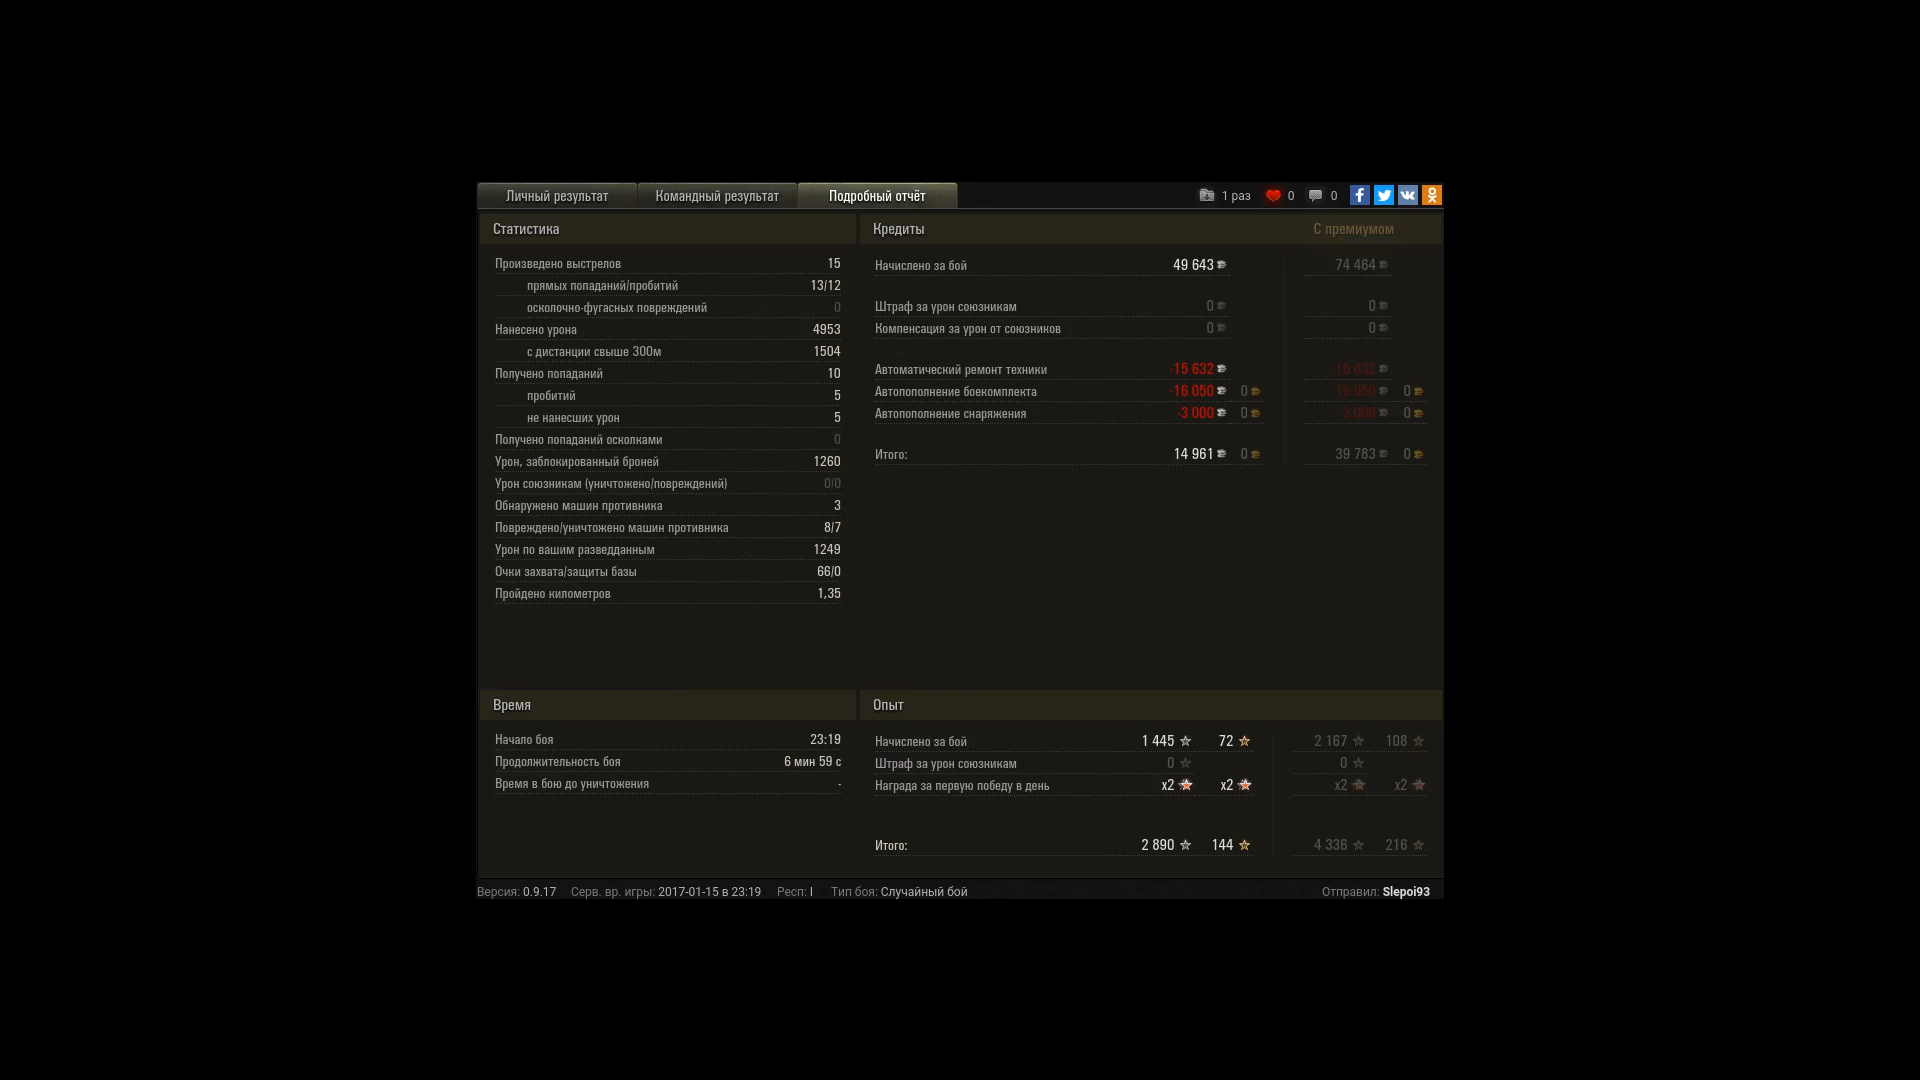 Личный результат Командный результат Подробный отчёт 1 раз 0 0
Статистика
Произведено выстрелов 15
прямых попаданий/пробитий 13/12
осколочно-фугасных повреждений 0
Нанесено урона 4953
с дистанции свыше 300м 1504
Получено попаданий 10
пробитий 5
не нанесших урон 5
Получено попаданий осколками 0
Урон, заблокированный броней 1260
Урон союзникам (уничтожено/повреждений) 0/0
Обнаружено машин противника 3
Повреждено/уничтожено машин противника 8/7
Урон по вашим разведданным 1249
Очки захвата/защиты базы 66/0
Пройдено километров 1,35
Кредиты С премиумом
Начислено за бой 49 643 74 464
Штраф за урон союзникам 0 0
Компенсация за урон от союзников 0 0
Автоматический ремонт техники -15 632 -15 632
Автопополнение боекомплекта -16 050 0 -16 050 0
Автопополнение снаряжения -3 000 0 -3 000 0
Итого: 14 961 0 39 783 0
Время
Начало боя 23:19
Продолжительность боя 6 мин 59 с
Время в бою до уничтожения -
Опыт
Начислено за бой 1 445 72 2 167 108
Штраф за урон союзникам 0 0
Награда за первую победу в день x2 x2 x2 x2
Итого: 2 890 144 4 336 216
Версия: 0.9.17 Серв. вр. игры: 2017-01-15 в 23:19 Респ: I Тип боя: Случайный бой Отправил: Slepoi93